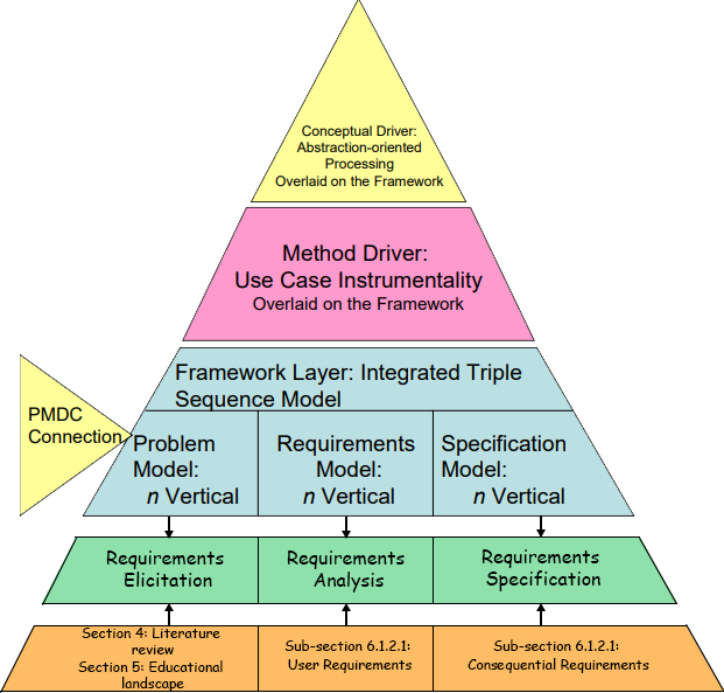 Conceptual Driver:
Abstraction-oriented
Processing
Overlaid on the Framework
Method Driver:
Use Case Instrumentality
Overlaid on the Framework
Framework Layer: Integrated Triple
Sequence Model
PMDC
Connection
Problem
Model:
n Vertical
Requirements
Model:
n Vertical
Specification
Model:
n Vertical
Requirements
Elicitation
Requirements
Analysis
Requirements
Specification
Section 4: Literature
review
Section 5: Educational
landscape
Sub-section 6.1.2.1:
User Requirements
Sub-section 6.1.2.1:
Consequential Requirements